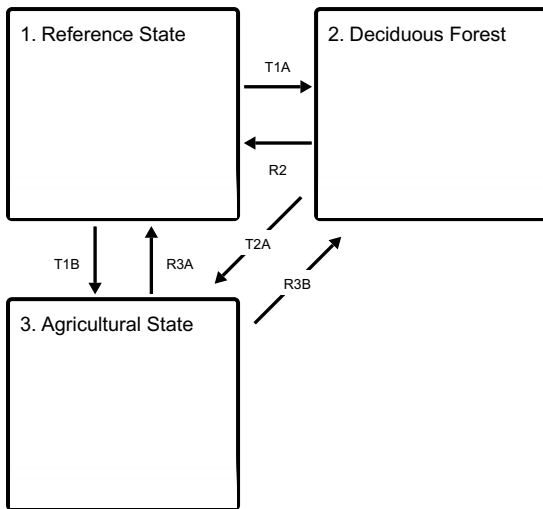 1. Reference State
2. Deciduous Forest
T1A
R2
T1B
R3A
T2A
R3B
3. Agricultural State